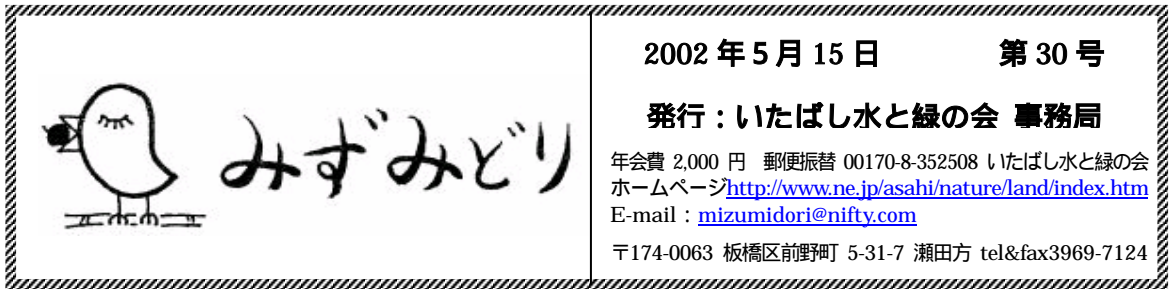 みずみどり
2002年5月15日　第30号
発行：いたばし水と緑の会 事務局
年会費 2,000 円　郵便振替 00170-8-352508 いたばし水と緑の会
ホームページhttp://www.ne.jp/asahi/nature/land/index.htm
E-mail：mizumidori@nifty.com
〒174-0063 板橋区前野町 5-31-7 瀬田方 tel&fax3969-7124